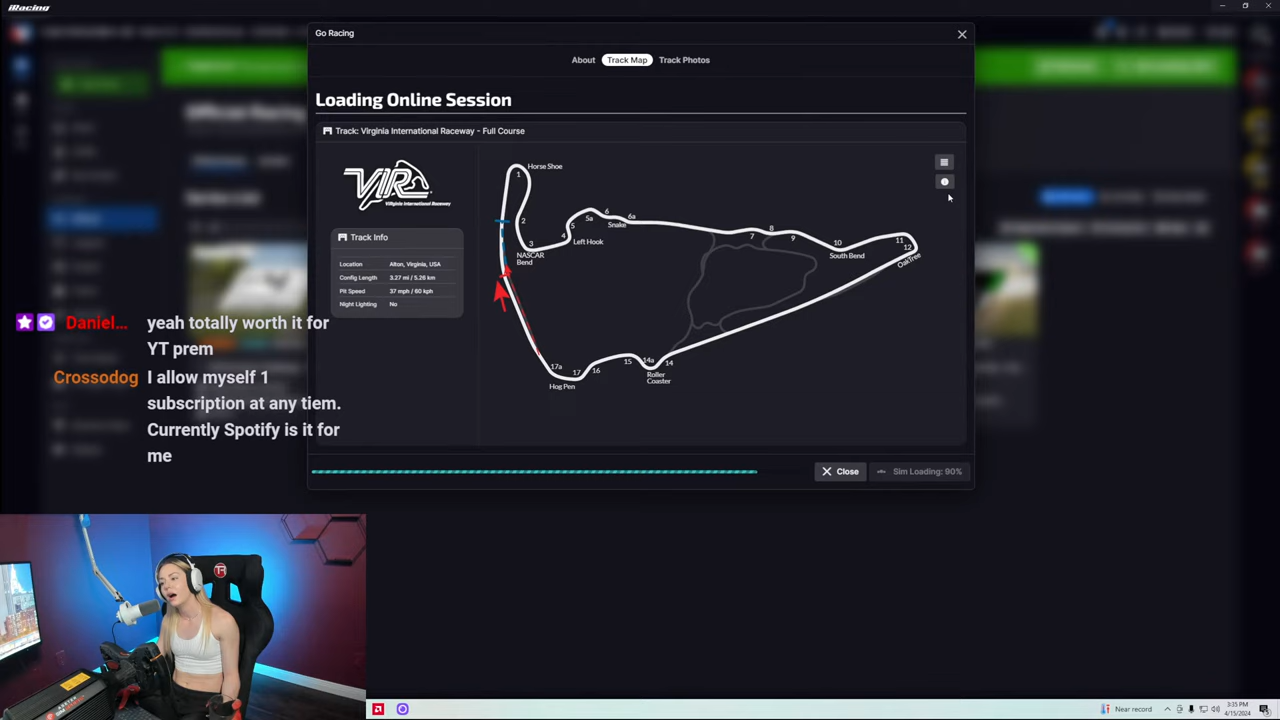 iRacing
Go Racing
About
Track Map
Track Photos
Loading Online Session
Track: Virginia International Raceway - Full Course
VIR
VIRginia International Raceway
Track Info
Location Alton, Virginia, USA
Config Length 3.27 mi / 5.26 km
Pit Speed 37 mph / 60 kph
Night Lighting No
Horse Shoe
1
2
3
NASCAR
Bend
4
5
Left Hook
5a
6
Snake
6a
7
8
9
10
South Bend
11
12
OakTree
14
14a
Roller
Coaster
15
16
17
17a
Hog Pen
Daniel... yeah totally worth it for
YT prem
Crossodog I allow myself 1
subscription at any tiem.
Currently Spotify is it for
me
Close
Sim Loading: 90%
Near record
3:35 PM
4/15/2024